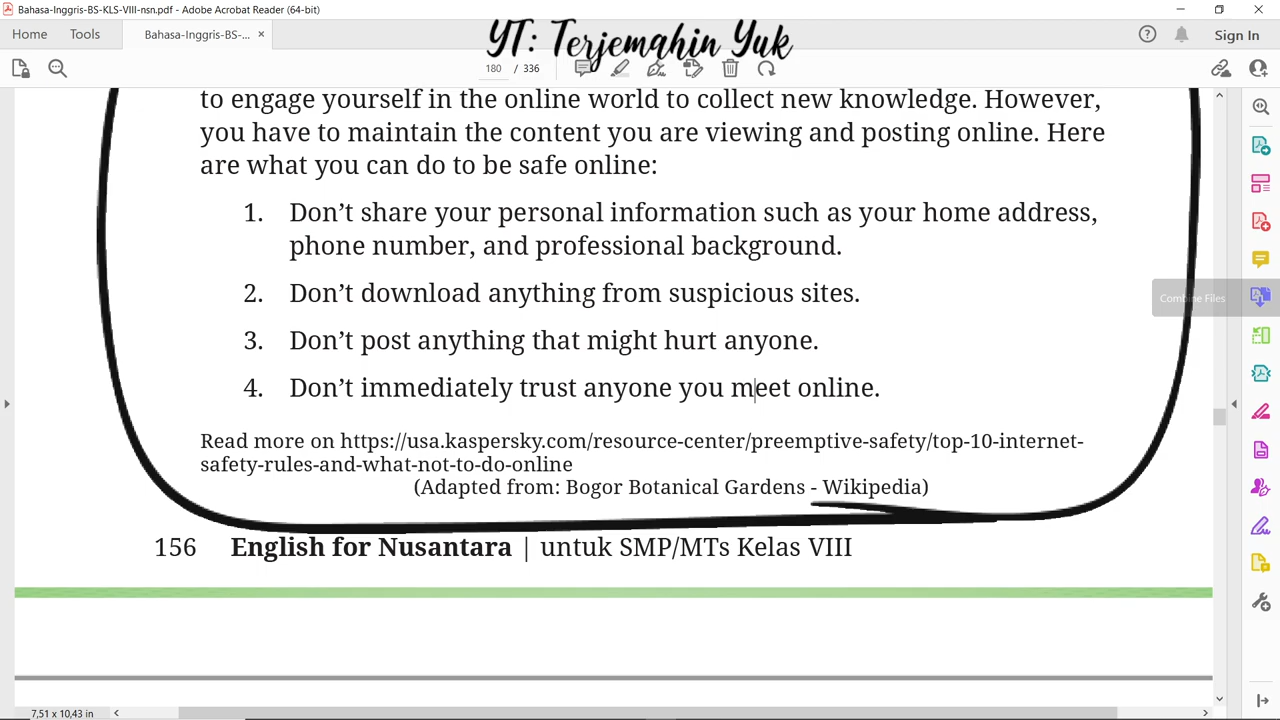 Bahasa-Inggris-BS-KLS-VIII-nsn.pdf - Adobe Acrobat Reader (64-bit)
Home Tools Bahasa-Inggris-BS-... × Sign In
YT: Terjemahin Yuk
180 / 336
to engage yourself in the online world to collect new knowledge. However,
you have to maintain the content you are viewing and posting online. Here
are what you can do to be safe online:
1. Don’t share your personal information such as your home address,
phone number, and professional background.
2. Don’t download anything from suspicious sites.
Combine Files
3. Don’t post anything that might hurt anyone.
4. Don’t immediately trust anyone you meet online.
Read more on https://usa.kaspersky.com/resource-center/preemptive-safety/top-10-internet-
safety-rules-and-what-not-to-do-online
(Adapted from: Bogor Botanical Gardens - Wikipedia)
156 English for Nusantara | untuk SMP/MTs Kelas VIII
7,51 x 10,43 in